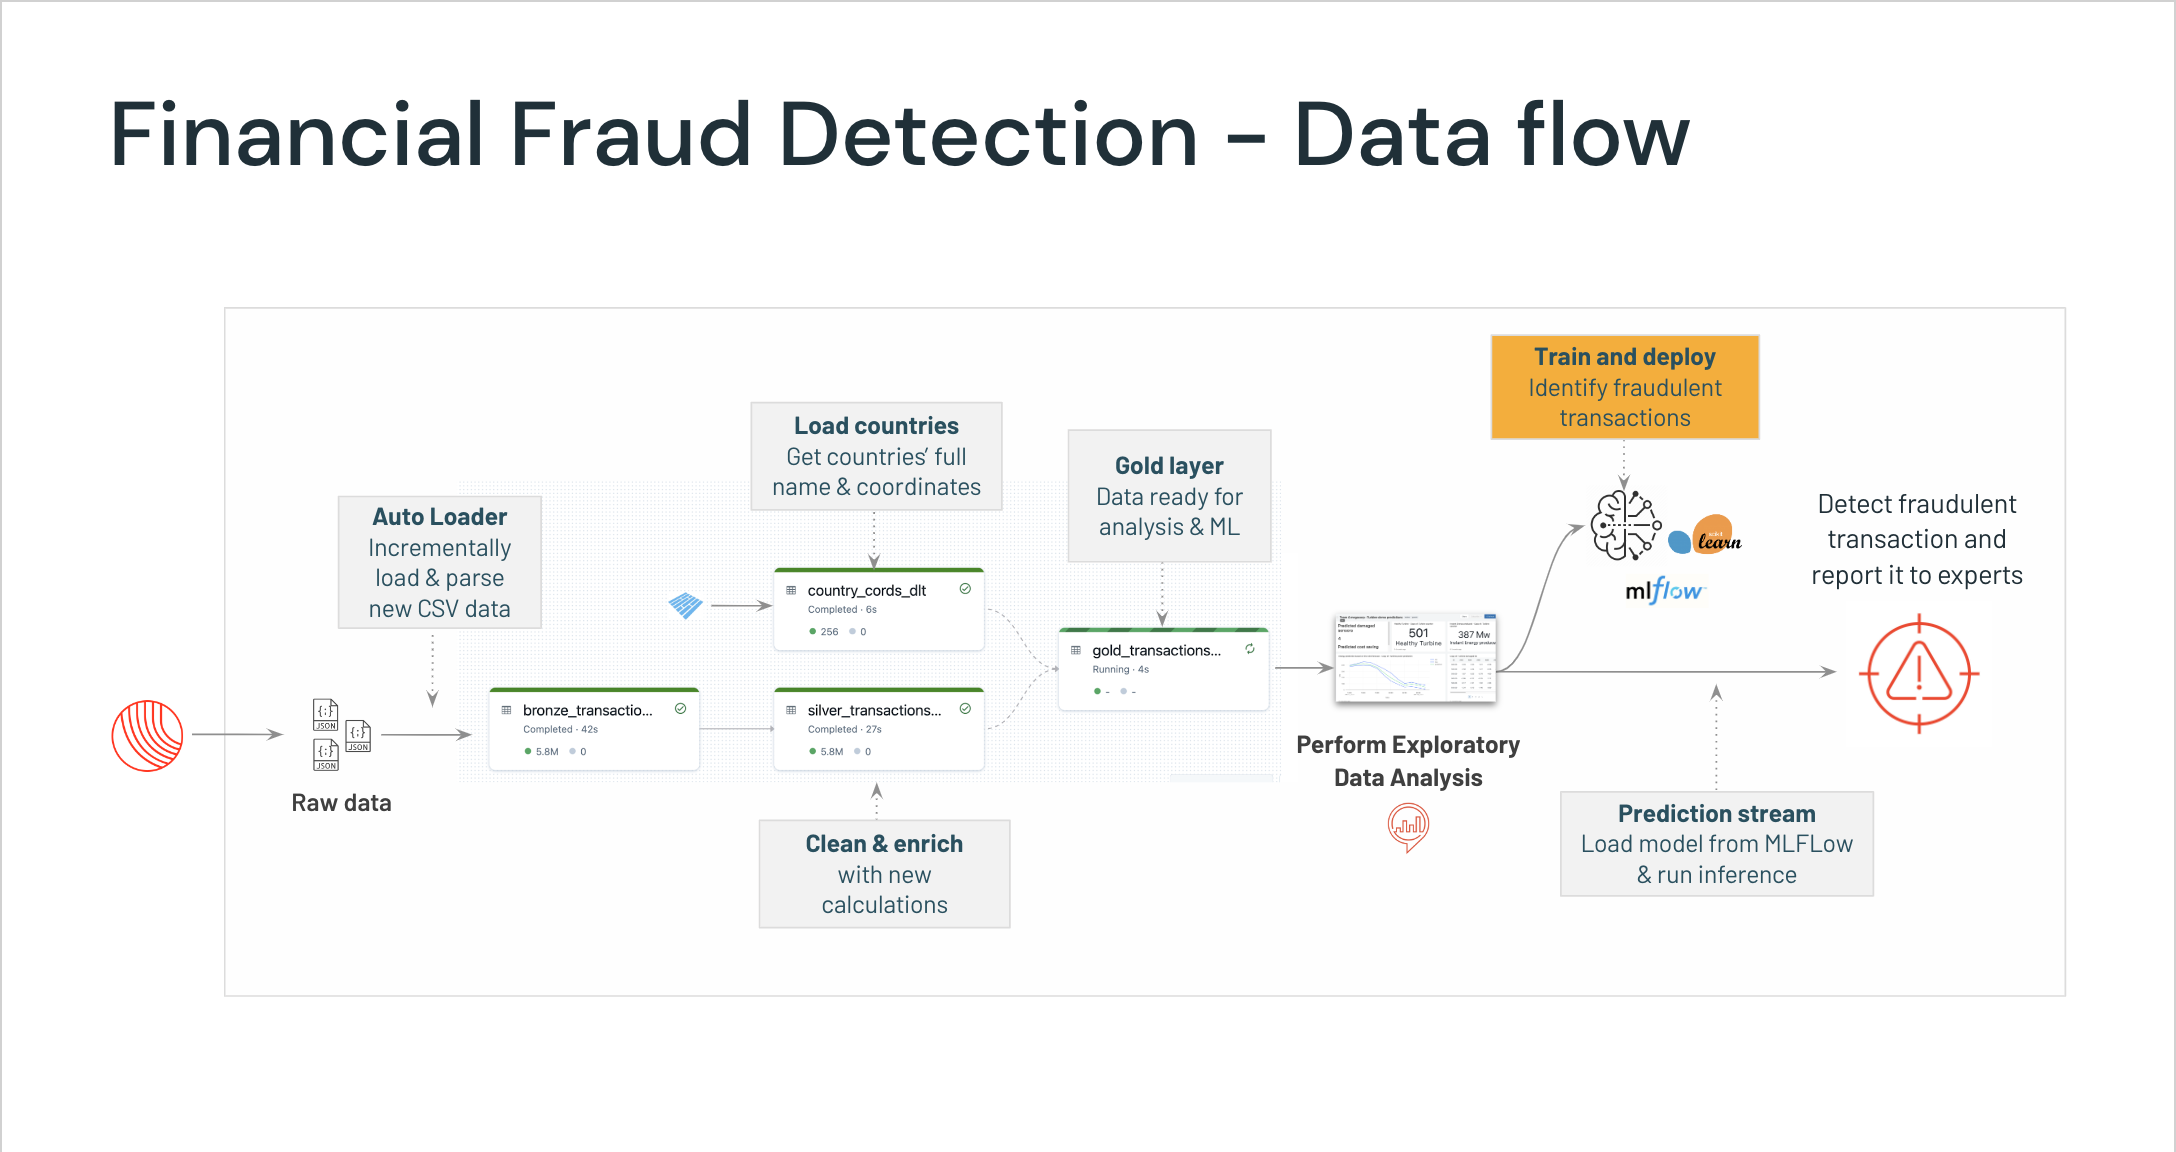 Financial Fraud Detection - Data flow
Train and deploy
Identify fraudulent
transactions
Load countries
Get countries’ full
name & coordinates
Gold layer
Data ready for
analysis & ML
Auto Loader
Incrementally
load & parse
new CSV data
Detect fraudulent
transaction and
report it to experts
learn
mlflow
country_cords_dlt
Completed · 6s
256 0
gold_transactions...
Running · 4s
- -
501
Healthy Turbine
387 Mw
bronze_transactio...
Completed · 42s
5.8M 0
silver_transactions...
Completed · 27s
5.8M 0
{;}
JSON
{;}
JSON
{;}
JSON
Raw data
Perform Exploratory
Data Analysis
Clean & enrich
with new
calculations
Prediction stream
Load model from MLFLow
& run inference